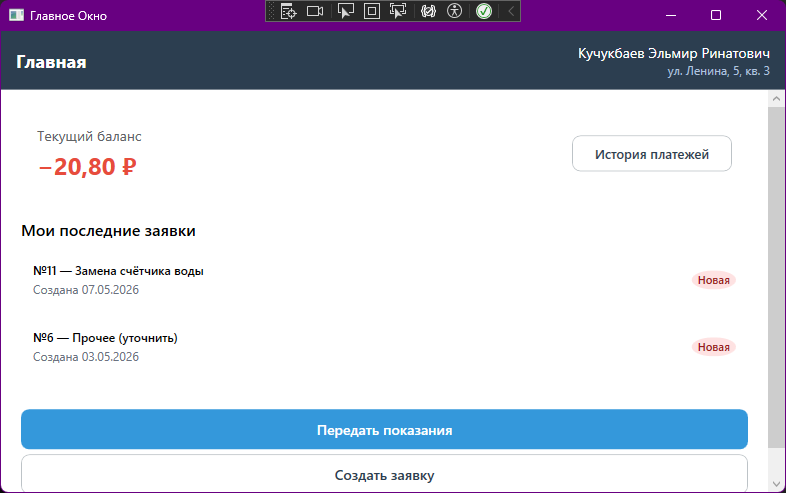 Главное Окно
Главная
Кучукбаев Эльмир Ринатович
ул. Ленина, 5, кв. 3
Текущий баланс
−20,80 ₽
История платежей
Мои последние заявки
№11 — Замена счётчика воды
Создана 07.05.2026
Новая
№6 — Прочее (уточнить)
Создана 03.05.2026
Новая
Передать показания
Создать заявку